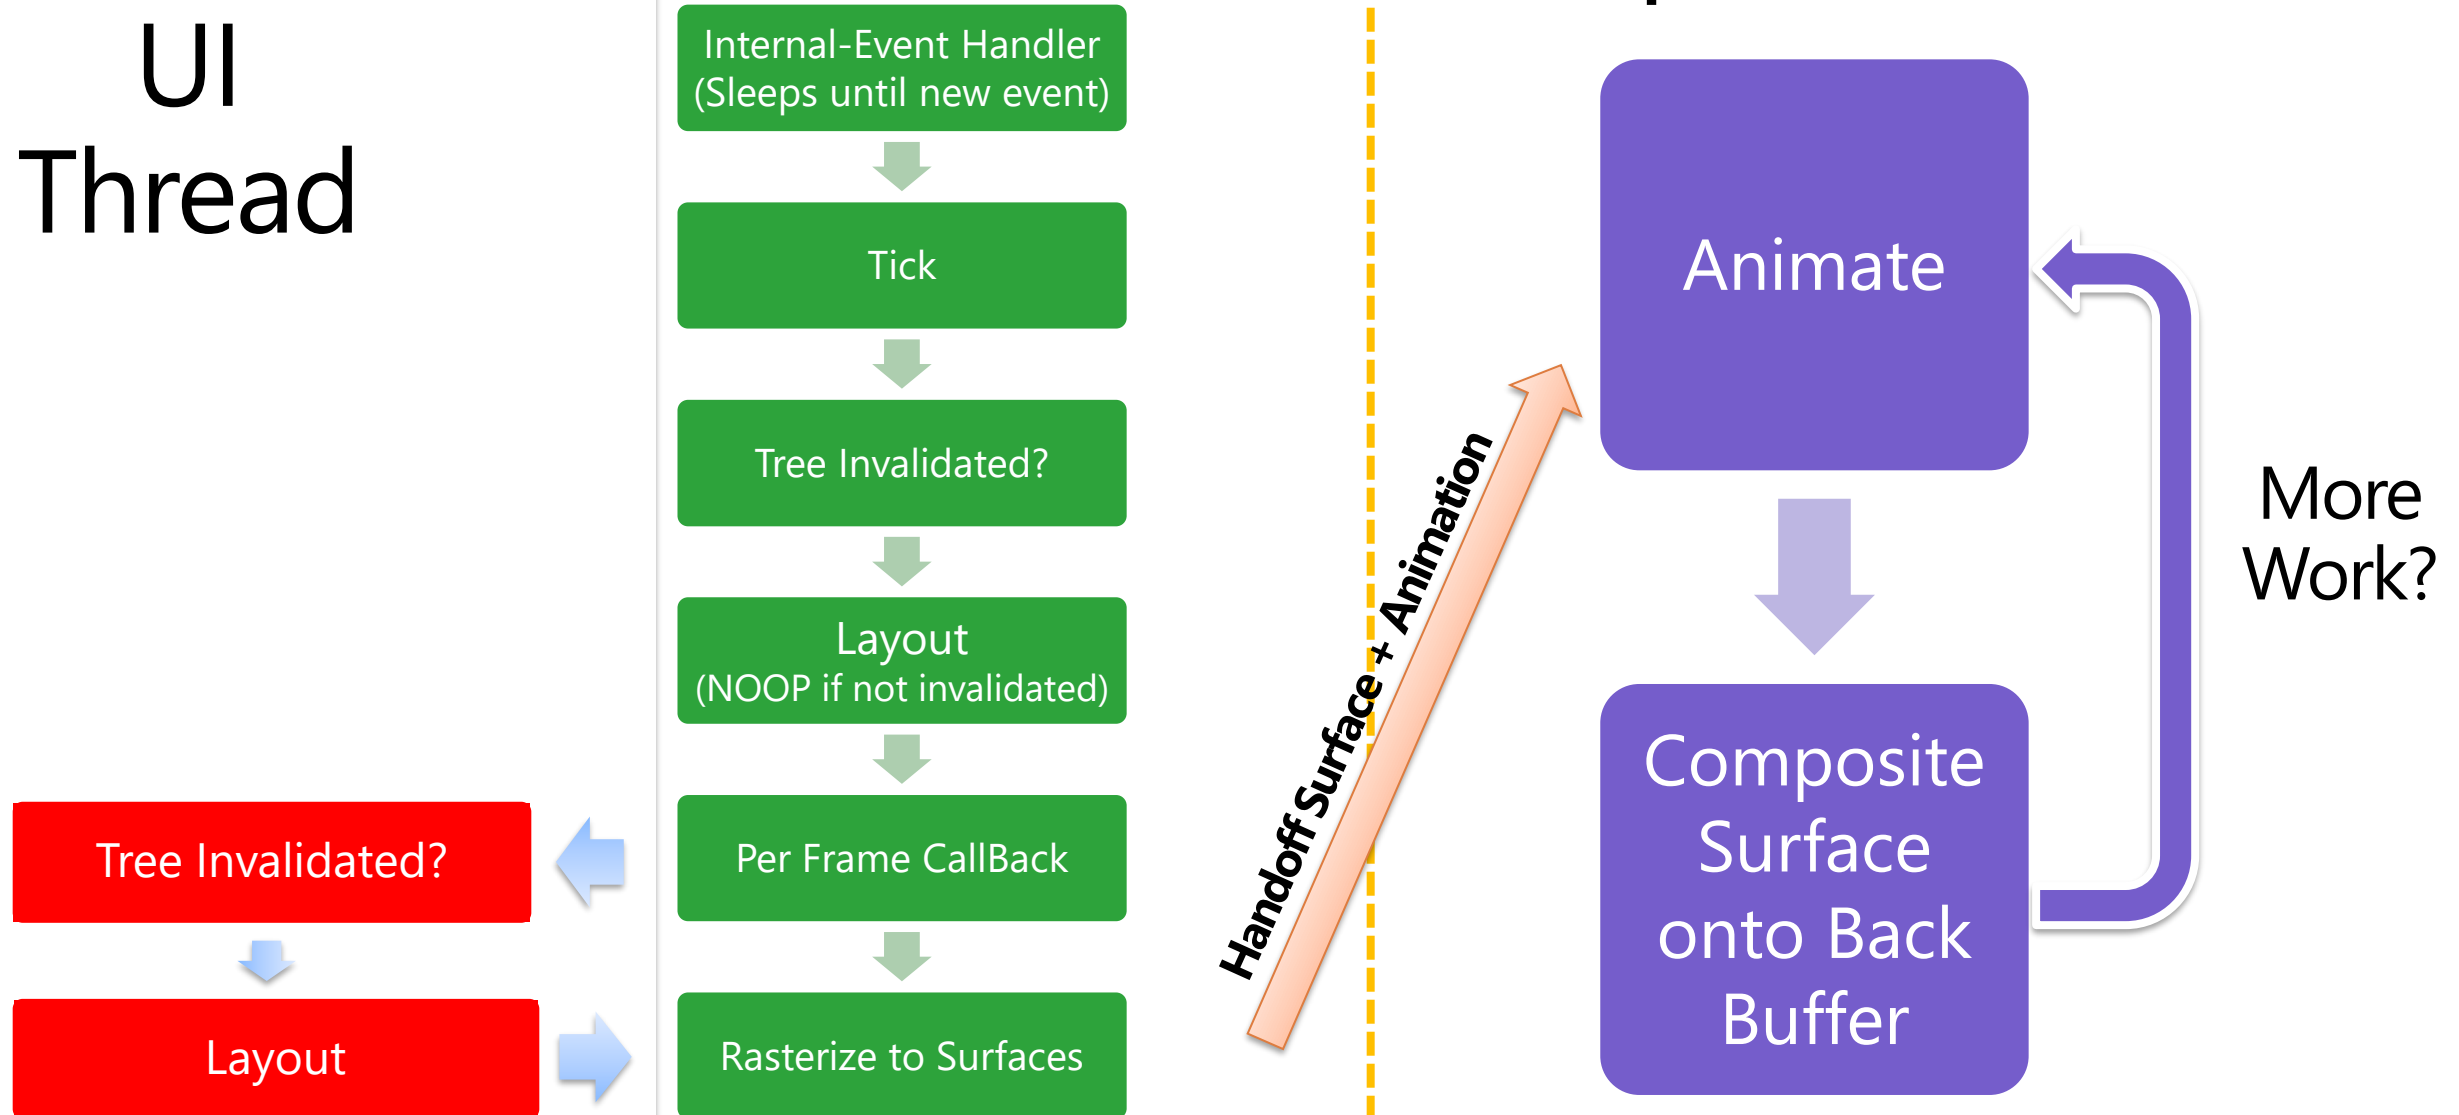 UI
Thread
Internal-Event Handler
(Sleeps until new event)
Tick
Tree Invalidated?
Layout
(NOOP if not invalidated)
Per Frame CallBack
Rasterize to Surfaces
Tree Invalidated?
Layout
Handoff Surface + Animation
Animate
Composite
Surface
onto Back
Buffer
More
Work?